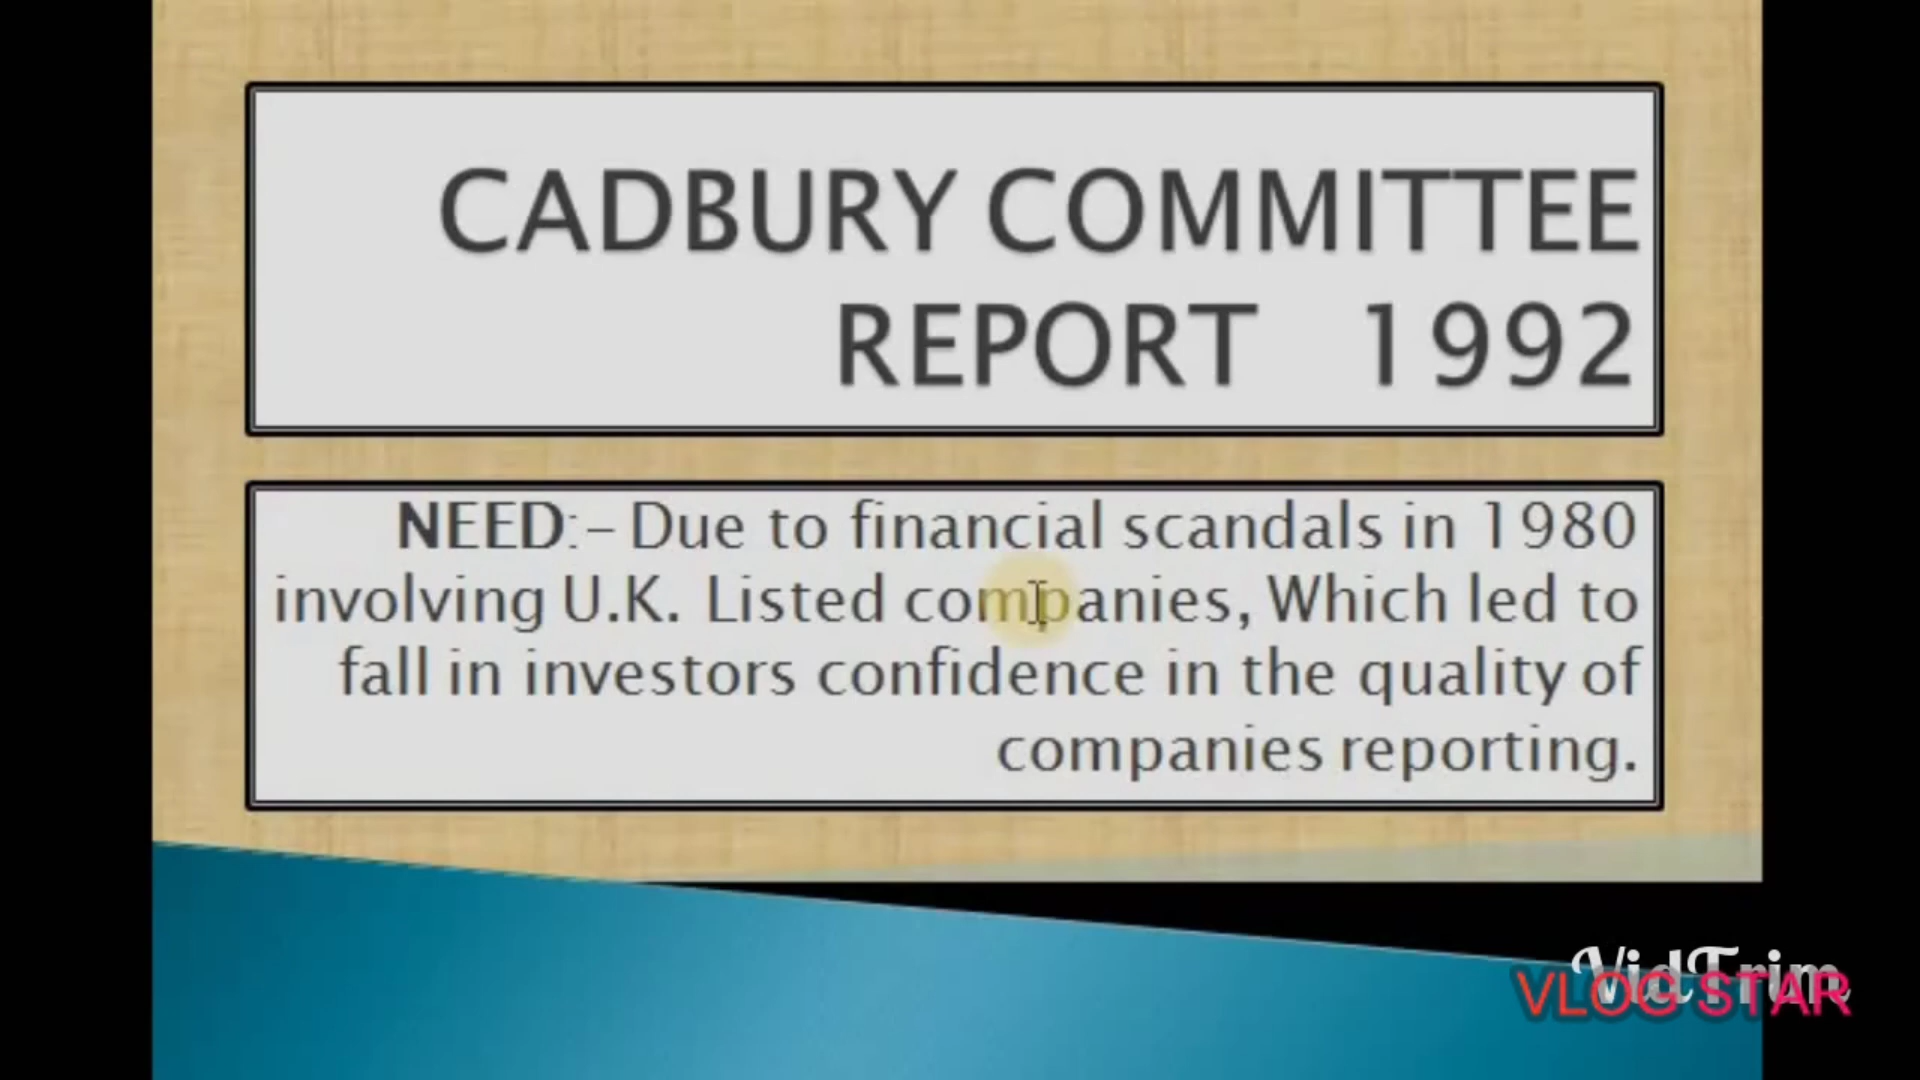 CADBURY COMMITTEE
REPORT 1992
NEED:- Due to financial scandals in 1980
involving U.K. Listed companies, Which led to
fall in investors confidence in the quality of
companies reporting.
VidTrim
VLOG STAR